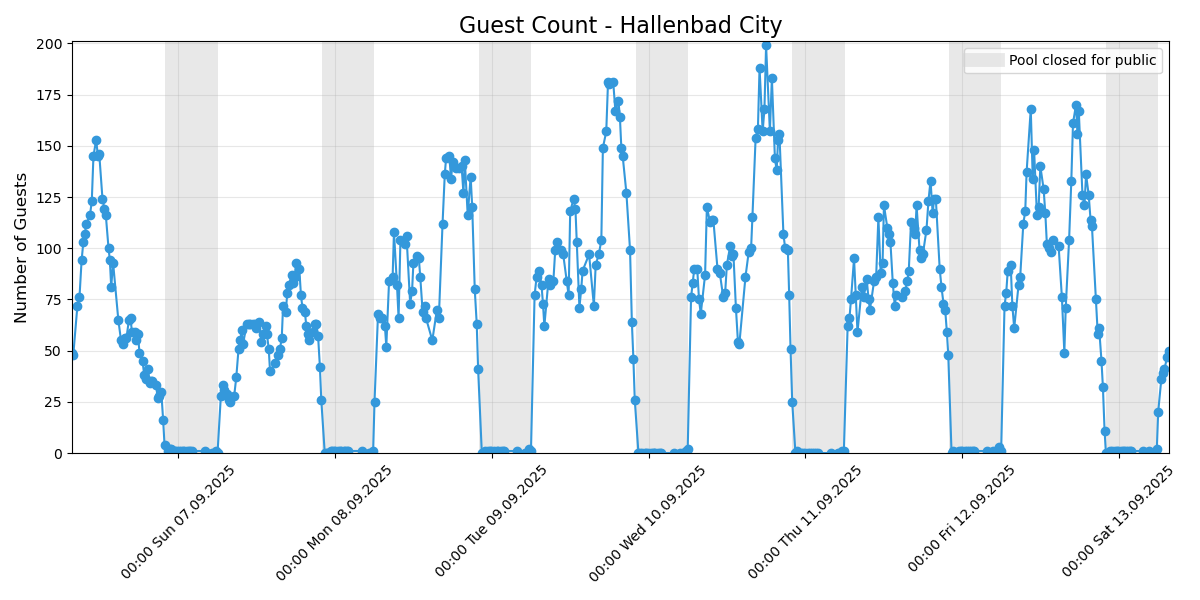 Guest Count - Hallenbad City
Pool closed for public
Number of Guests
200
175
150
125
100
75
50
25
0
00:00 Sun 07.09.2025
00:00 Mon 08.09.2025
00:00 Tue 09.09.2025
00:00 Wed 10.09.2025
00:00 Thu 11.09.2025
00:00 Fri 12.09.2025
00:00 Sat 13.09.2025